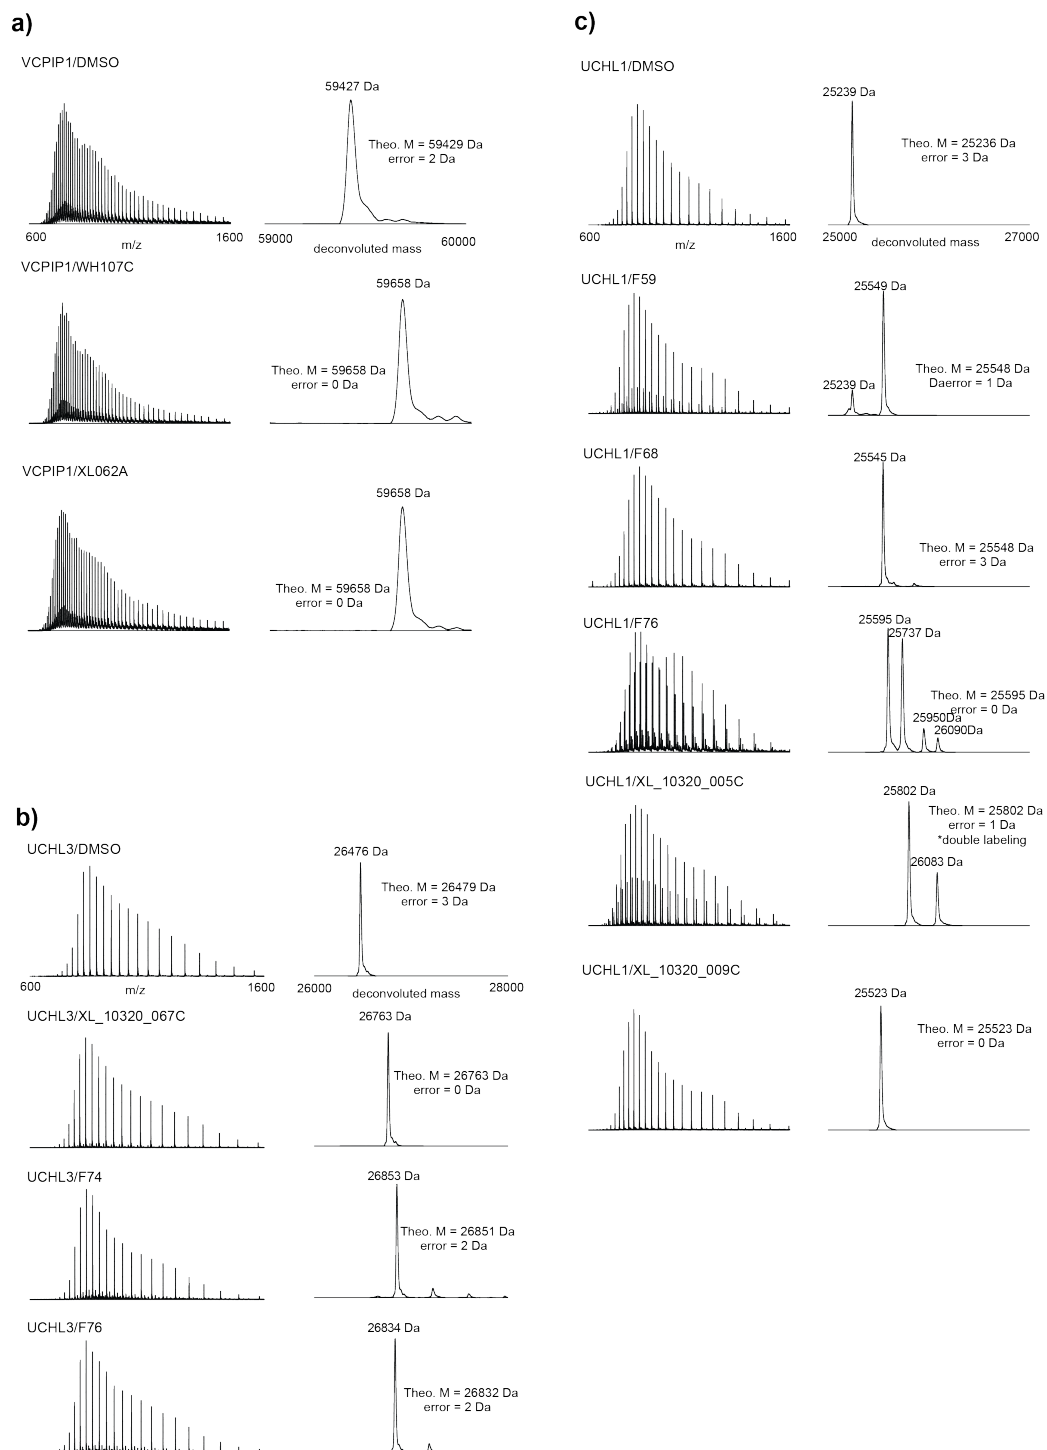 a)
VCPIP1/DMSO
59427 Da
Theo. M = 59429 Da
error = 2 Da
600
m/z
1600
59000
deconvoluted mass
60000
VCPIP1/WH107C
59658 Da
Theo. M = 59658 Da
error = 0 Da
VCPIP1/XL062A
59658 Da
Theo. M = 59658 Da
error = 0 Da
b)
UCHL3/DMSO
26476 Da
Theo. M = 26479 Da
error = 3 Da
600
m/z
1600
26000
deconvoluted mass
28000
UCHL3/XL_10320_067C
26763 Da
Theo. M = 26763 Da
error = 0 Da
UCHL3/F74
26853 Da
Theo. M = 26851 Da
error = 2 Da
UCHL3/F76
26834 Da
Theo. M = 26832 Da
error = 2 Da
c)
UCHL1/DMSO
25239 Da
Theo. M = 25236 Da
error = 3 Da
600
m/z
1600
25000
deconvoluted mass
27000
UCHL1/F59
25549 Da
Theo. M = 25548 Da
Daerror = 1 Da
25239 Da
UCHL1/F68
25545 Da
Theo. M = 25548 Da
error = 3 Da
UCHL1/F76
25595 Da
25737 Da
Theo. M = 25595 Da
error = 0 Da
25950Da
26090Da
UCHL1/XL_10320_005C
25802 Da
Theo. M = 25802 Da
error = 1 Da
*double labeling
26083 Da
UCHL1/XL_10320_009C
25523 Da
Theo. M = 25523 Da
error = 0 Da